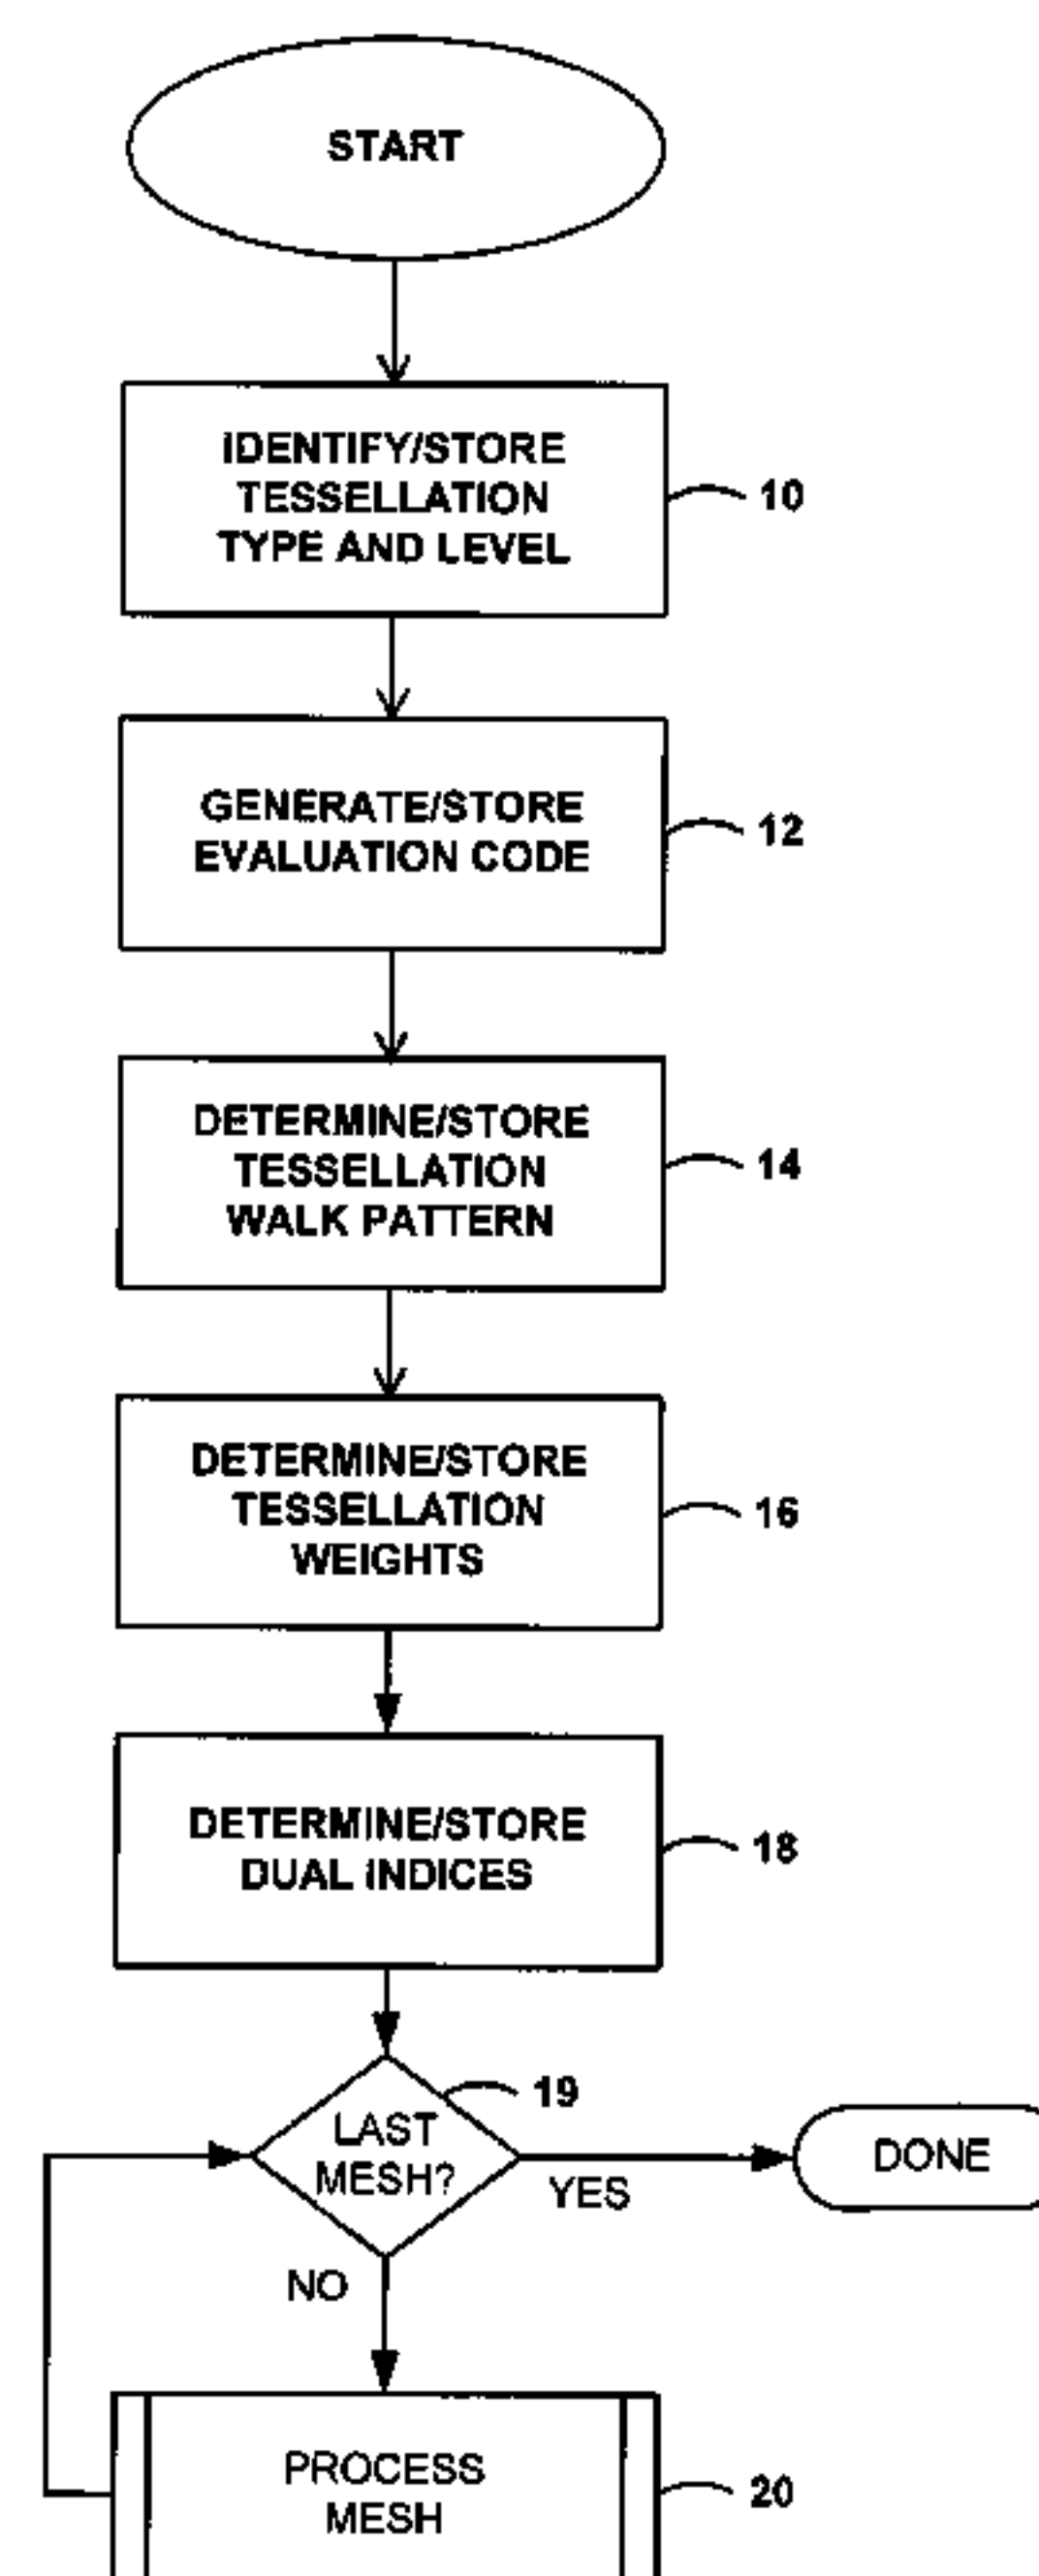 START
IDENTIFY/STORE
TESSELLATION
TYPE AND LEVEL
10
GENERATE/STORE
EVALUATION CODE
12
DETERMINE/STORE
TESSELLATION
WALK PATTERN
14
DETERMINE/STORE
TESSELLATION
WEIGHTS
16
DETERMINE/STORE
DUAL INDICES
18
19
LAST
MESH?
YES
DONE
NO
PROCESS
MESH
20